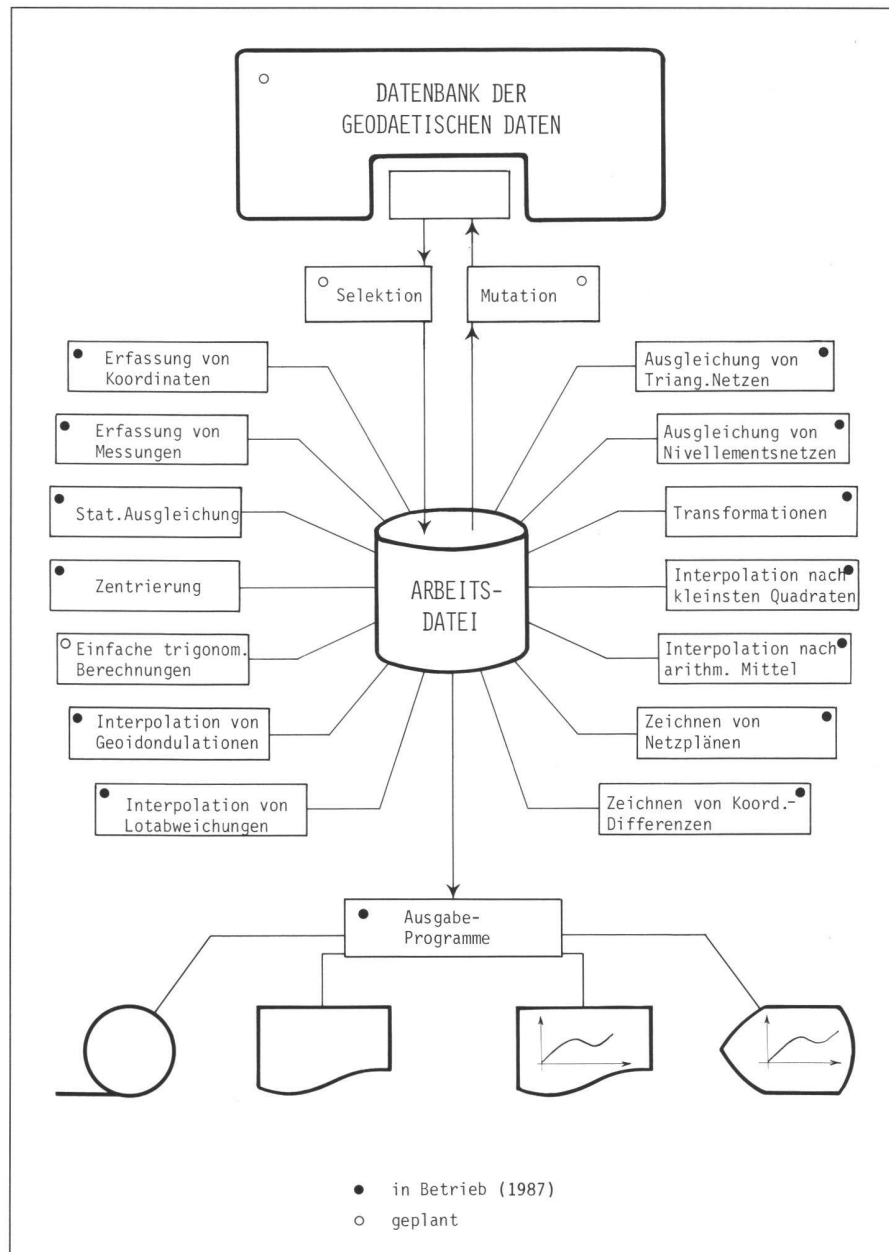 DATENBANK DER
GEODAETISCHEN DATEN
Selektion
Mutation
Erfassung von
Koordinaten
Erfassung von
Messungen
Stat.Ausgleichung
Zentrierung
Einfache trigonom.
Berechnungen
Interpolation von
Geoidondulationen
Interpolation von
Lotabweichungen
ARBEITS-
DATEI
Ausgleichung von
Triang.Netzen
Ausgleichung von
Nivellementsnetzen
Transformationen
Interpolation nach
kleinsten Quadraten
Interpolation nach
arithm. Mittel
Zeichnen von
Netzplänen
Zeichnen von Koord.-
Differenzen
Ausgabe-
Programme
● in Betrieb (1987)
○ geplant